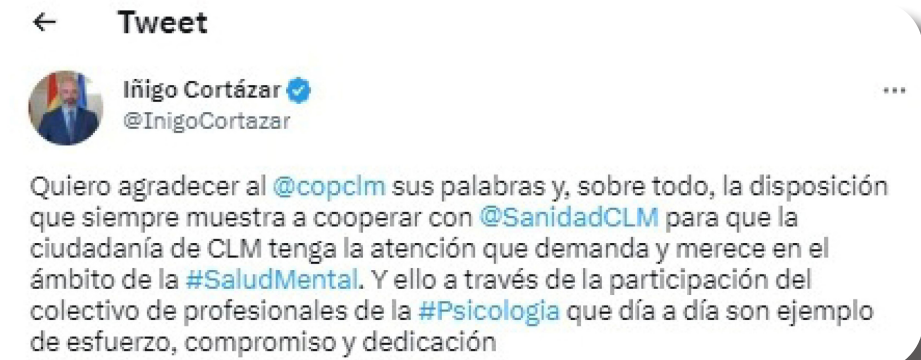 ← Tweet
Iñigo Cortázar
@InigoCortazar
...
Quiero agradecer al @copclm sus palabras y, sobre todo, la disposición
que siempre muestra a cooperar con @SanidadCLM para que la
ciudadanía de CLM tenga la atención que demanda y merece en el
ámbito de la #SaludMental. Y ello a través de la participación del
colectivo de profesionales de la #Psicologia que día a día son ejemplo
de esfuerzo, compromiso y dedicación